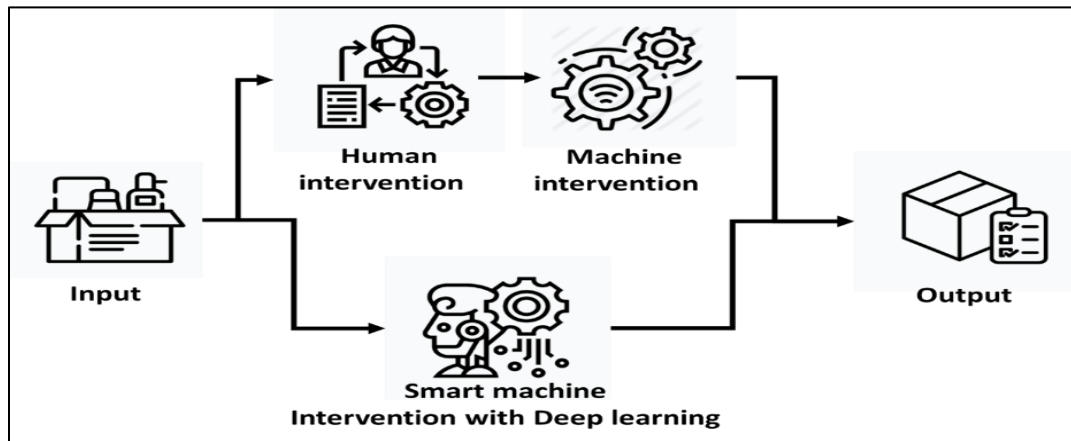 Human
intervention
Machine
intervention
Input
Output
Smart machine
Intervention with Deep learning